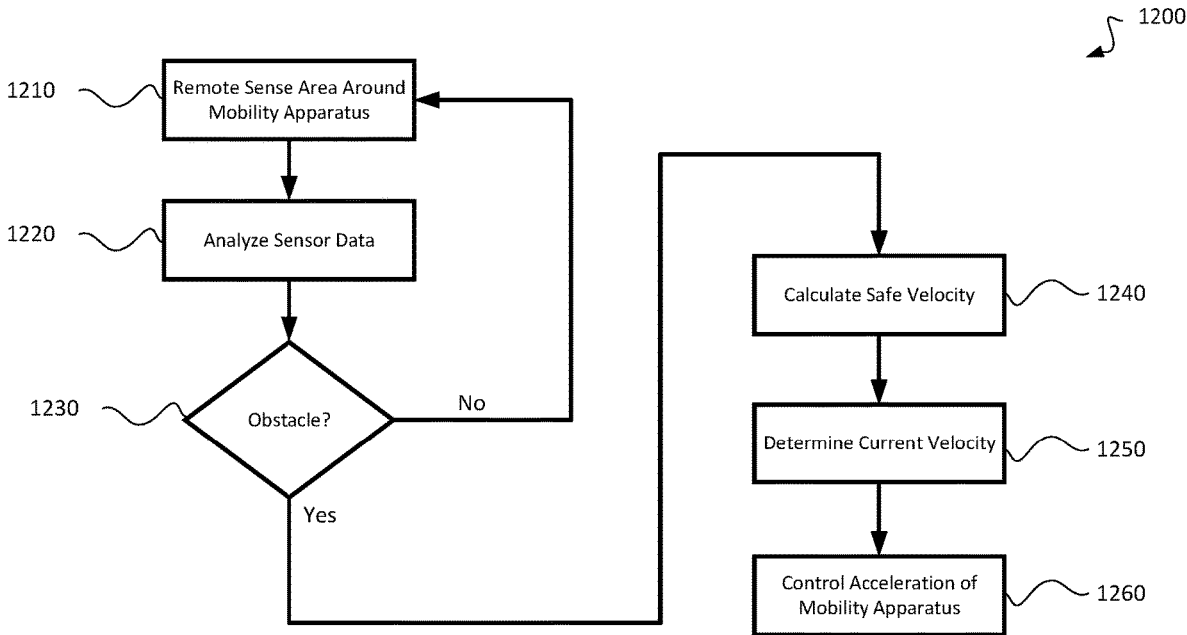 1200
1210
Remote Sense Area Around
Mobility Apparatus
1220
Analyze Sensor Data
1230
Obstacle?
No
Yes
Calculate Safe Velocity
1240
Determine Current Velocity
1250
Control Acceleration of
Mobility Apparatus
1260